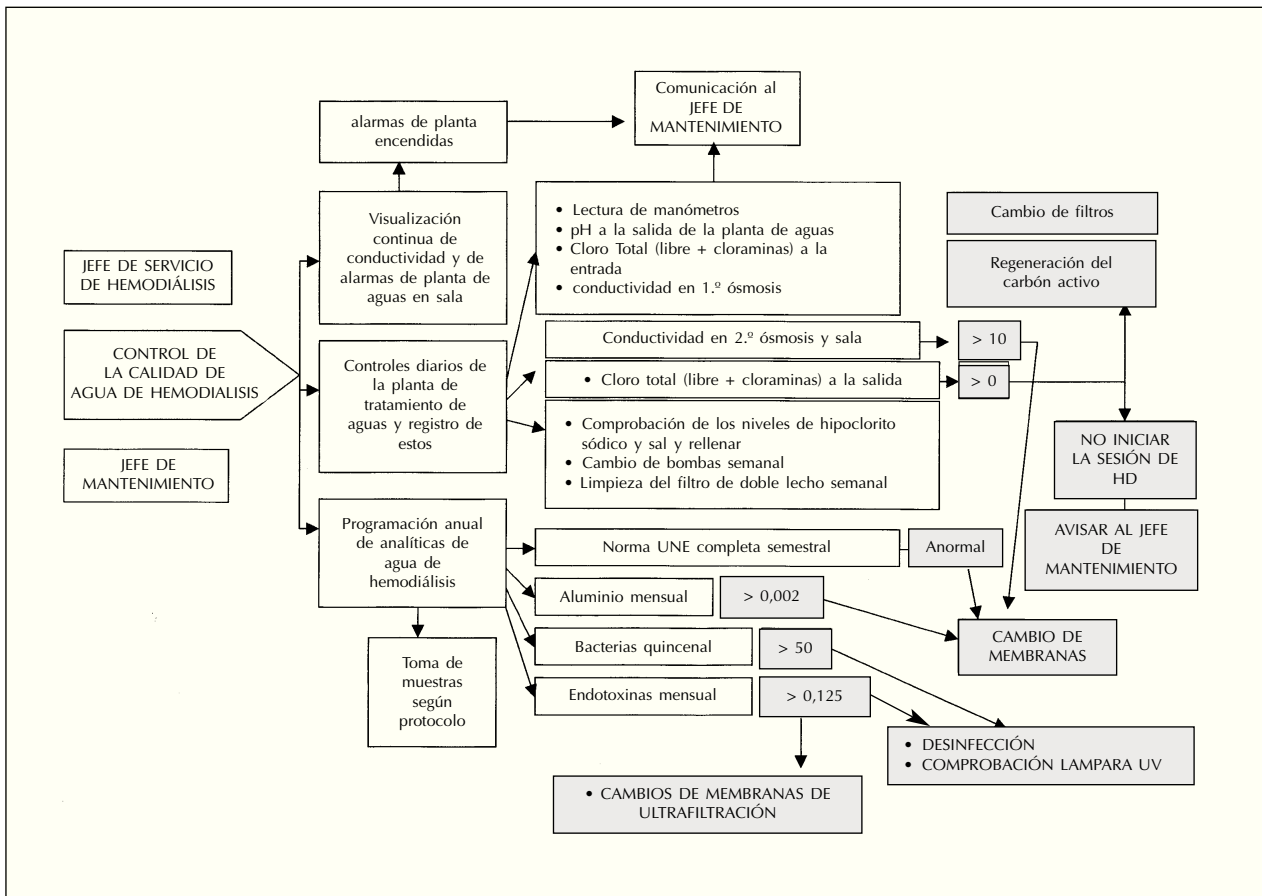 alarmas de planta
encendidas
Comunicación al
JEFE DE
MANTENIMIENTO
JEFE DE SERVICIO
DE HEMODIÁLISIS
CONTROL DE
LA CALIDAD DE
AGUA DE HEMODIALISIS
JEFE DE
MANTENIMIENTO
Visualización
continua de
conductividad y de
alarmas de planta de
aguas en sala
Controles diarios de
la planta de
tratamiento de
aguas y registro de
estos
Programación anual
de analíticas de
agua de
hemodiálisis
Toma de
muestras
según
protocolo
• Lectura de manómetros
• pH a la salida de la planta de aguas
• Cloro Total (libre + cloraminas) a la
entrada
• conductividad en 1.º ósmosis
Conductividad en 2.º ósmosis y sala
> 10
• Cloro total (libre + cloraminas) a la salida
> 0
• Comprobación de los niveles de hipoclorito
sódico y sal y rellenar
• Cambio de bombas semanal
• Limpieza del filtro de doble lecho semanal
Norma UNE completa semestral
Anormal
Aluminio mensual
> 0,002
Bacterias quincenal
> 50
Endotoxinas mensual
> 0,125
Cambio de filtros
Regeneración del
carbón activo
NO INICIAR
LA SESIÓN DE
HD
AVISAR AL JEFE
DE
MANTENIMIENTO
CAMBIO DE
MEMBRANAS
• DESINFECCIÓN
• COMPROBACIÓN LAMPARA UV
• CAMBIOS DE MEMBRANAS DE
ULTRAFILTRACIÓN